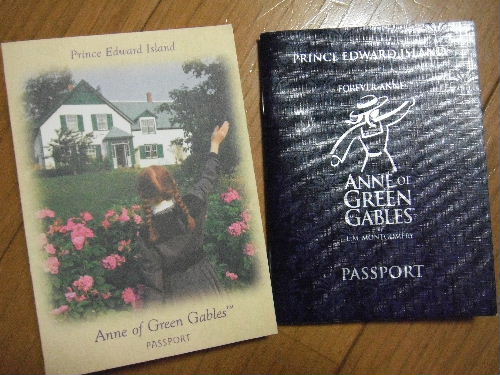 Prince Edward Island
Anne of Green Gables™
PASSPORT
PRINCE EDWARD ISLAND
FOREVER ANNE
ANNE OF
GREEN
GABLES
L.M. MONTGOMERY
PASSPORT